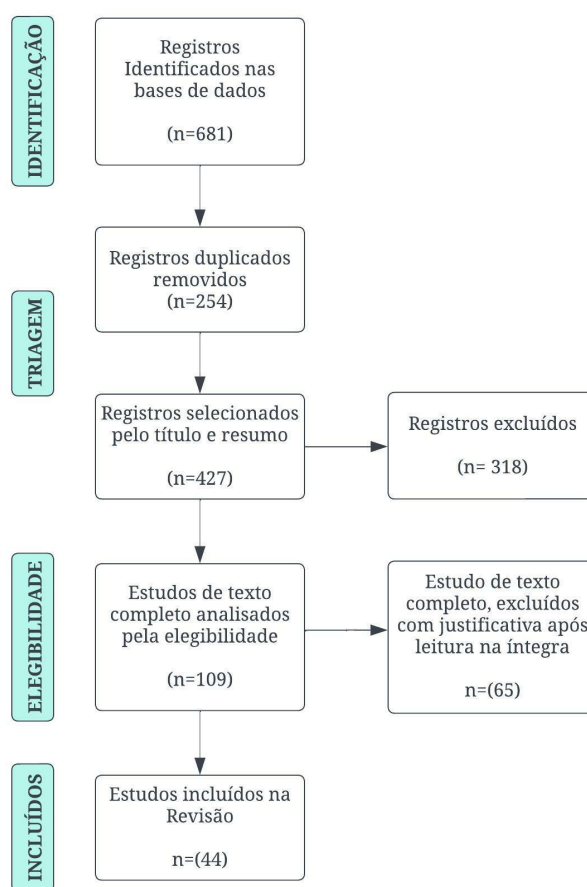 IDENTIFICAÇÃO
Registros
Identificados nas
bases de dados
(n=681)
TRIAGEM
Registros duplicados
removidos
(n=254)
Registros selecionados
pelo título e resumo
(n=427)
Registros excluídos
(n= 318)
ELEGIBILIDADE
Estudos de texto
completo analisados
pela elegibilidade
(n=109)
Estudo de texto
completo, excluídos
com justificativa após
leitura na íntegra
n=(65)
INCLUÍDOS
Estudos incluídos na
Revisão
n=(44)